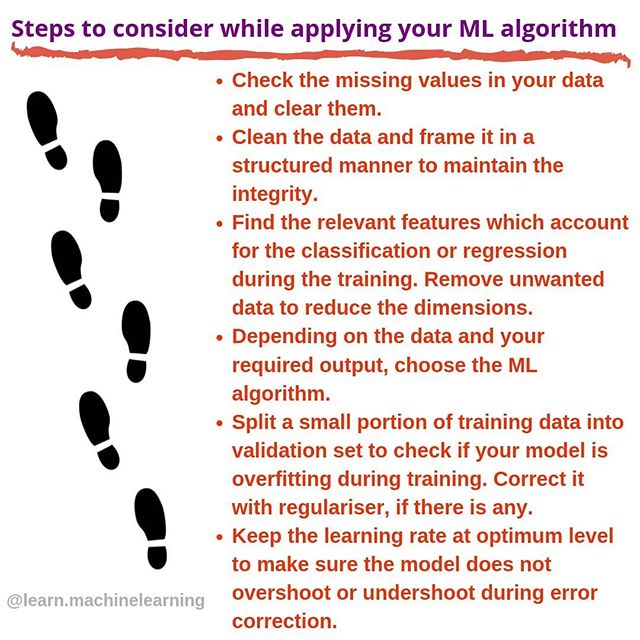 Steps to consider while applying your ML algorithm
• Check the missing values in your data
and clear them.
• Clean the data and frame it in a
structured manner to maintain the
integrity.
• Find the relevant features which account
for the classification or regression
during the training. Remove unwanted
data to reduce the dimensions.
• Depending on the data and your
required output, choose the ML
algorithm.
• Split a small portion of training data into
validation set to check if your model is
overfitting during training. Correct it
with regulariser, if there is any.
• Keep the learning rate at optimum level
to make sure the model does not
overshoot or undershoot during error
correction.
@learn.machinelearning